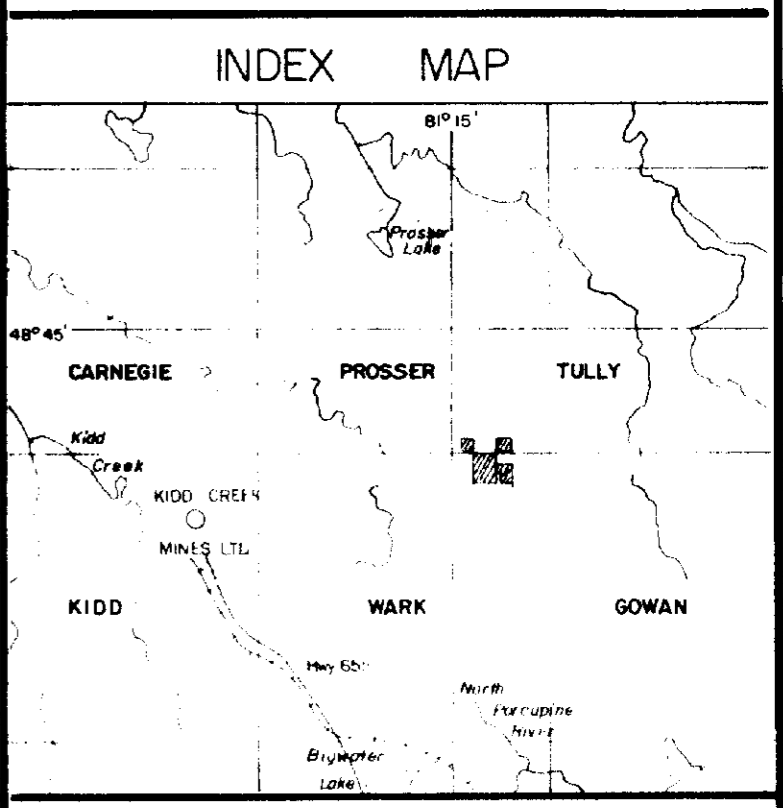 INDEX MAP
81° 15'
Prosser
Lake
48° 45'
CARNEGIE PROSSER TULLY
Kidd
Creek
KIDD CREEK
MINES LTD.
KIDD WARK GOWAN
Hwy
North
Porcupine
River
Bigwater
Lake